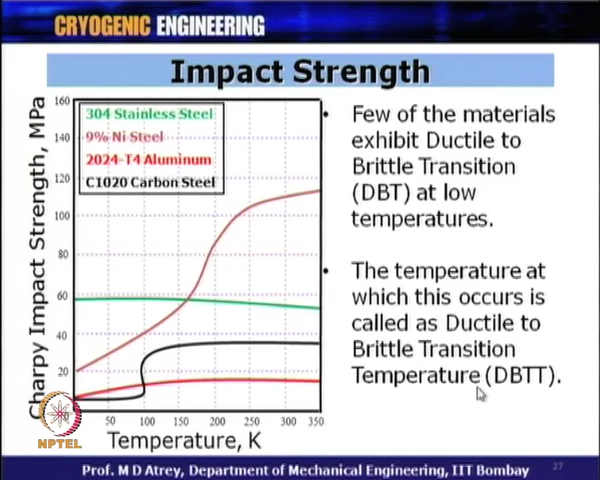 CRYOGENIC ENGINEERING
Impact Strength
Charpy Impact Strength, MPa
160
140
120
100
80
60
40
20
0
304 Stainless Steel
9% Ni Steel
2024-T4 Aluminum
C1020 Carbon Steel
50
100
150
200
250
300
350
Temperature, K
• Few of the materials
exhibit Ductile to
Brittle Transition
(DBT) at low
temperatures.
• The temperature at
which this occurs is
called as Ductile to
Brittle Transition
Temperature (DBTT).
NPTEL
Prof. M D Atrey, Department of Mechanical Engineering, IIT Bombay
27